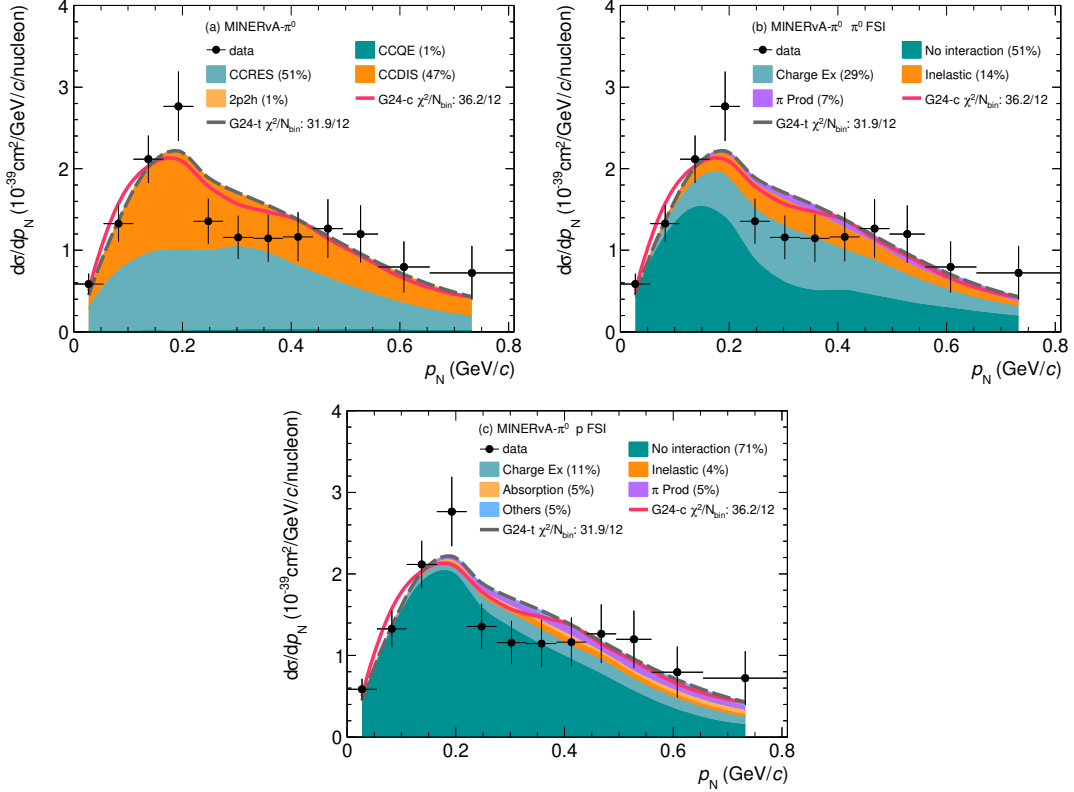 (a) MINERvA-π⁰
data
CCQE (1%)
CCRES (51%)
CCDIS (47%)
2p2h (1%)
G24-c χ²/N_bin: 36.2/12
G24-t χ²/N_bin: 31.9/12
dσ/dp_N (10⁻³⁹cm²/GeV/c/nucleon)
4
3
2
1
0
0
0.2
0.4
0.6
0.8
p_N (GeV/c)
(b) MINERvA-π⁰ π⁰ FSI
data
No interaction (51%)
Charge Ex (29%)
Inelastic (14%)
π Prod (7%)
G24-c χ²/N_bin: 36.2/12
G24-t χ²/N_bin: 31.9/12
dσ/dp_N (10⁻³⁹cm²/GeV/c/nucleon)
4
3
2
1
0
0
0.2
0.4
0.6
0.8
p_N (GeV/c)
(c) MINERvA-π⁰ p FSI
data
No interaction (71%)
Charge Ex (11%)
Inelastic (4%)
Absorption (5%)
π Prod (5%)
Others (5%)
G24-c χ²/N_bin: 36.2/12
G24-t χ²/N_bin: 31.9/12
dσ/dp_N (10⁻³⁹cm²/GeV/c/nucleon)
4
3
2
1
0
0
0.2
0.4
0.6
0.8
p_N (GeV/c)